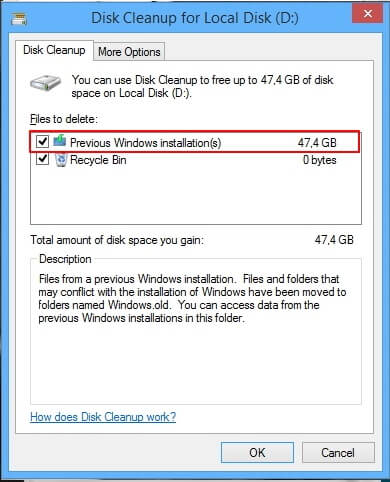 Disk Cleanup for Local Disk (D:)
Disk Cleanup
More Options
You can use Disk Cleanup to free up to 47,4 GB of disk
space on Local Disk (D:).
Files to delete:
Previous Windows installation(s) 47,4 GB
Recycle Bin 0 bytes
Total amount of disk space you gain: 47,4 GB
Description
Files from a previous Windows installation. Files and folders that
may conflict with the installation of Windows have been moved to
folders named Windows.old. You can access data from the
previous Windows installations in this folder.
How does Disk Cleanup work?
OK
Cancel